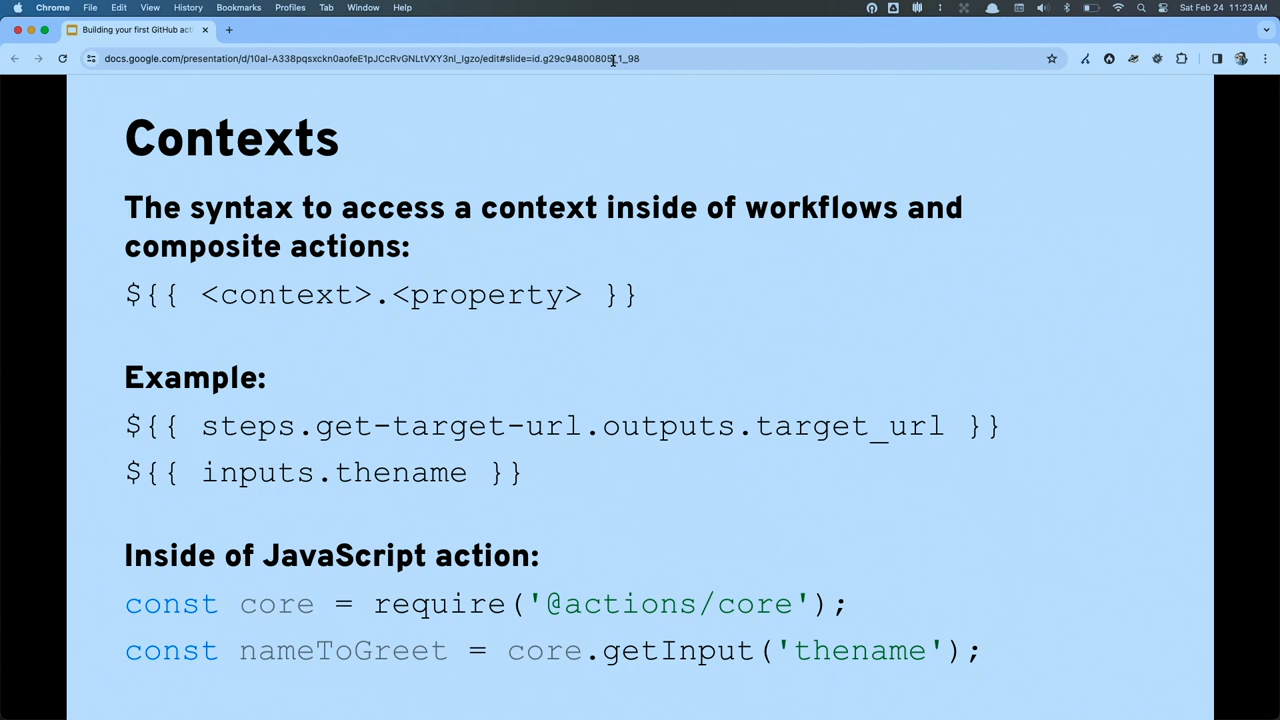 Chrome File Edit View History Bookmarks Profiles Tab Window Help Sat Feb 24 11:23 AM
Building your first GitHub acti
Contexts
The syntax to access a context inside of workflows and
composite actions:
${{ <context>.<property> }}
Example:
${{ steps.get-target-url.outputs.target_url }}
${{ inputs.thename }}
Inside of JavaScript action:
const core = require('@actions/core');
const nameToGreet = core.getInput('thename');